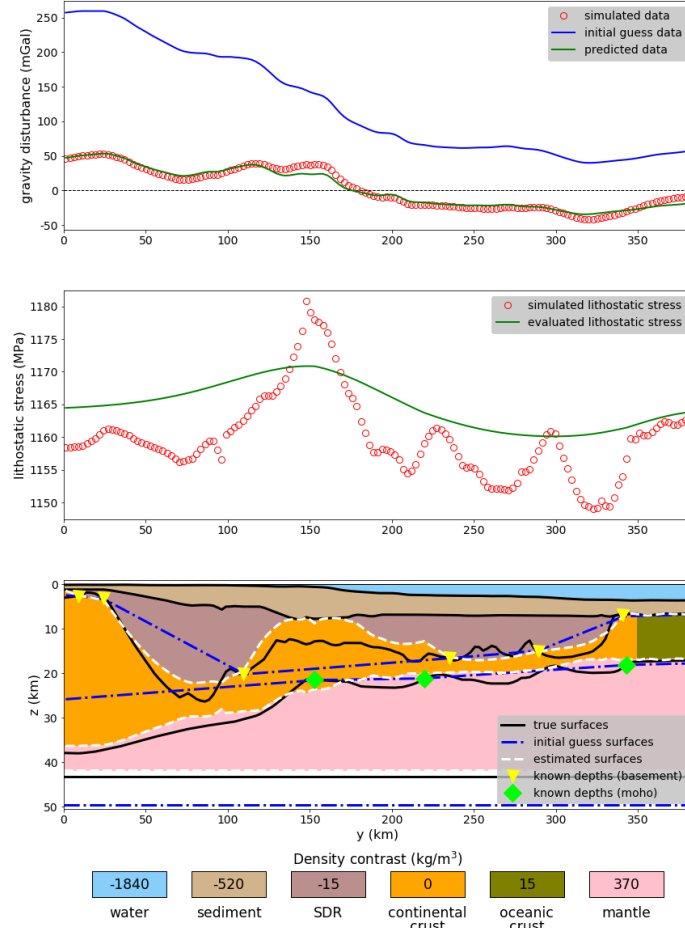 simulated data
initial guess data
predicted data
gravity disturbance (mGal)
250
200
150
100
50
0
-50
0 50 100 150 200 250 300 350
simulated lithostatic stress
evaluated lithostatic stress
lithostatic stress (MPa)
1180
1175
1170
1165
1160
1155
1150
0 50 100 150 200 250 300 350
z (km)
0
10
20
30
40
50
true surfaces
initial guess surfaces
estimated surfaces
known depths (basement)
known depths (moho)
0 50 100 150 200 250 300 350
y (km)
Density contrast (kg/m³)
-1840 -520 -15 0 15 370
water sediment SDR continental oceanic mantle
crust crust